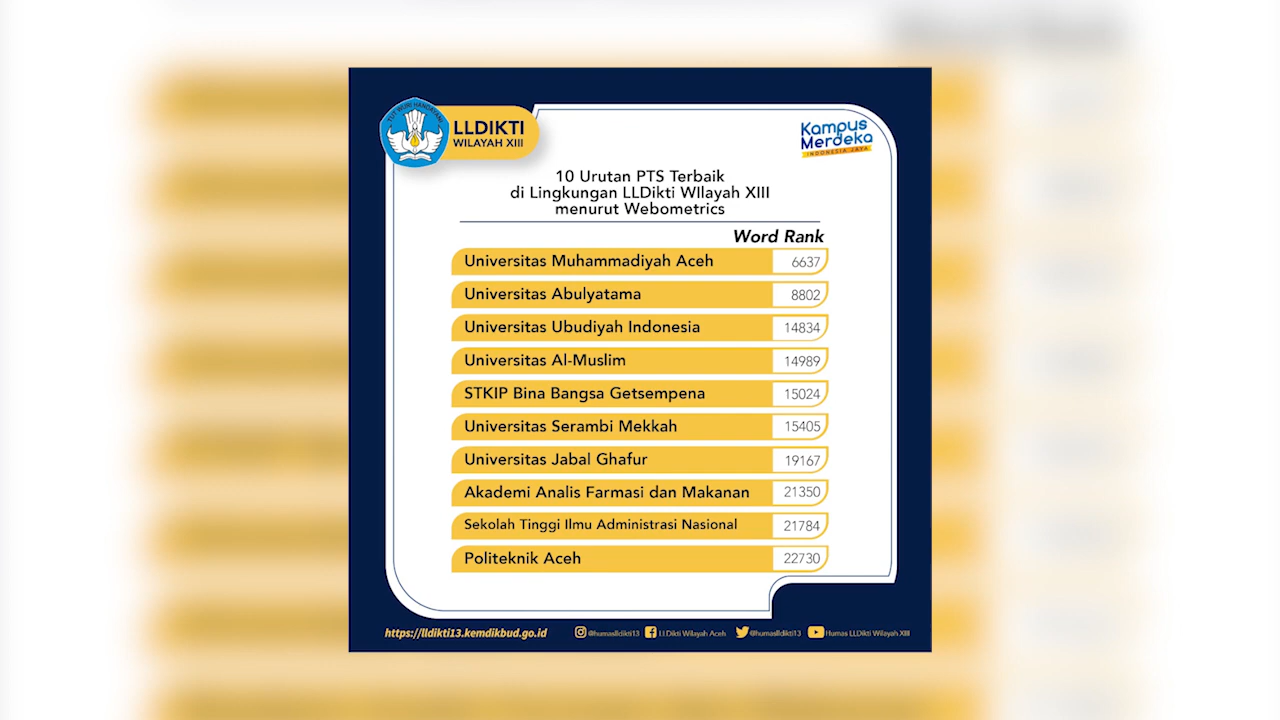 TUT WURI HANDAYANI
LLDIKTI
WILAYAH XIII
Kampus
Merdeka
INDONESIA JAYA
10 Urutan PTS Terbaik
di Lingkungan LLDikti WIlayah XIII
menurut Webometrics
Word Rank
Universitas Muhammadiyah Aceh 6637
Universitas Abulyatama 8802
Universitas Ubudiyah Indonesia 14834
Universitas Al-Muslim 14989
STKIP Bina Bangsa Getsempena 15024
Universitas Serambi Mekkah 15405
Universitas Jabal Ghafur 19167
Akademi Analis Farmasi dan Makanan 21350
Sekolah Tinggi Ilmu Administrasi Nasional 21784
Politeknik Aceh 22730
https://lldikti13.kemdikbud.go.id @humaslldikti13 LLDikti Wilayah Aceh @humaslldikti13 Humas LLDikti Wilayah XIII